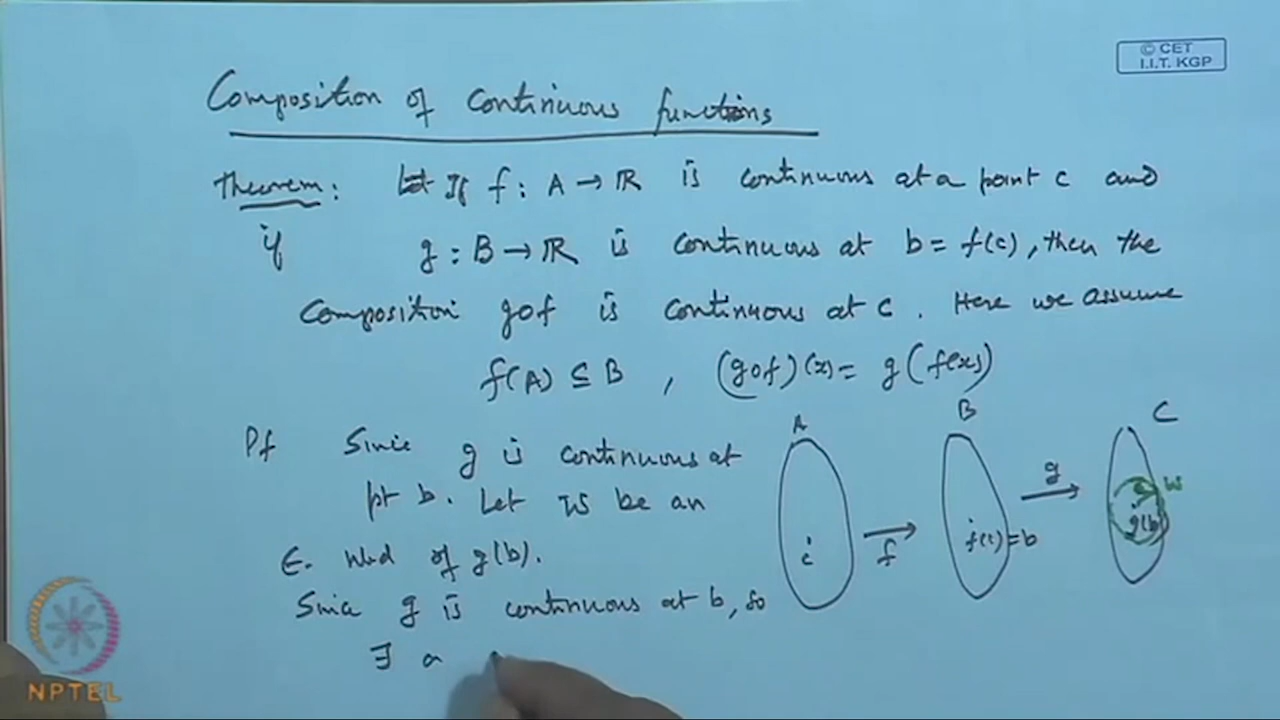 © CET
I.I.T. KGP
Composition of continuous functions
Theorem: Let If f : A → ℝ is continuous at a point c and
if g : B → ℝ is continuous at b = f(c), then the
Composition gof is continuous at c. Here we assume
f(A) ⊆ B , (gof)(x) = g(f(x))
Pf Since g is continuous at
pt b. Let W be an
ε- nbd of g(b).
Since g is continuous at b, so
∃ a
A
c
f
B
f(c)=b
g
C
W
ε
g(b)
NPTEL